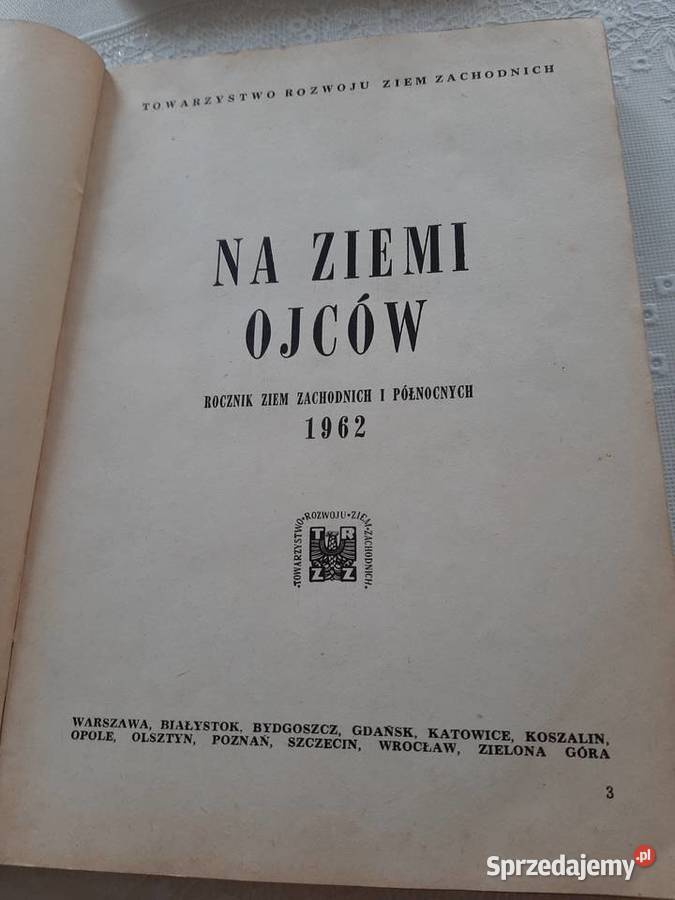 TOWARZYSTWO ROZWOJU ZIEM ZACHODNICH
NA ZIEMI
OJCÓW
ROCZNIK ZIEM ZACHODNICH I PÓŁNOCNYCH
1962
TOWARZYSTWO•ROZWOJU•ZIEM•ZACHODNICH
T R
Z Z
WARSZAWA, BIAŁYSTOK, BYDGOSZCZ, GDAŃSK, KATOWICE, KOSZALIN,
OPOLE, OLSZTYN, POZNAŃ, SZCZECIN, WROCŁAW, ZIELONA GÓRA
3
Sprzedajemy.pl